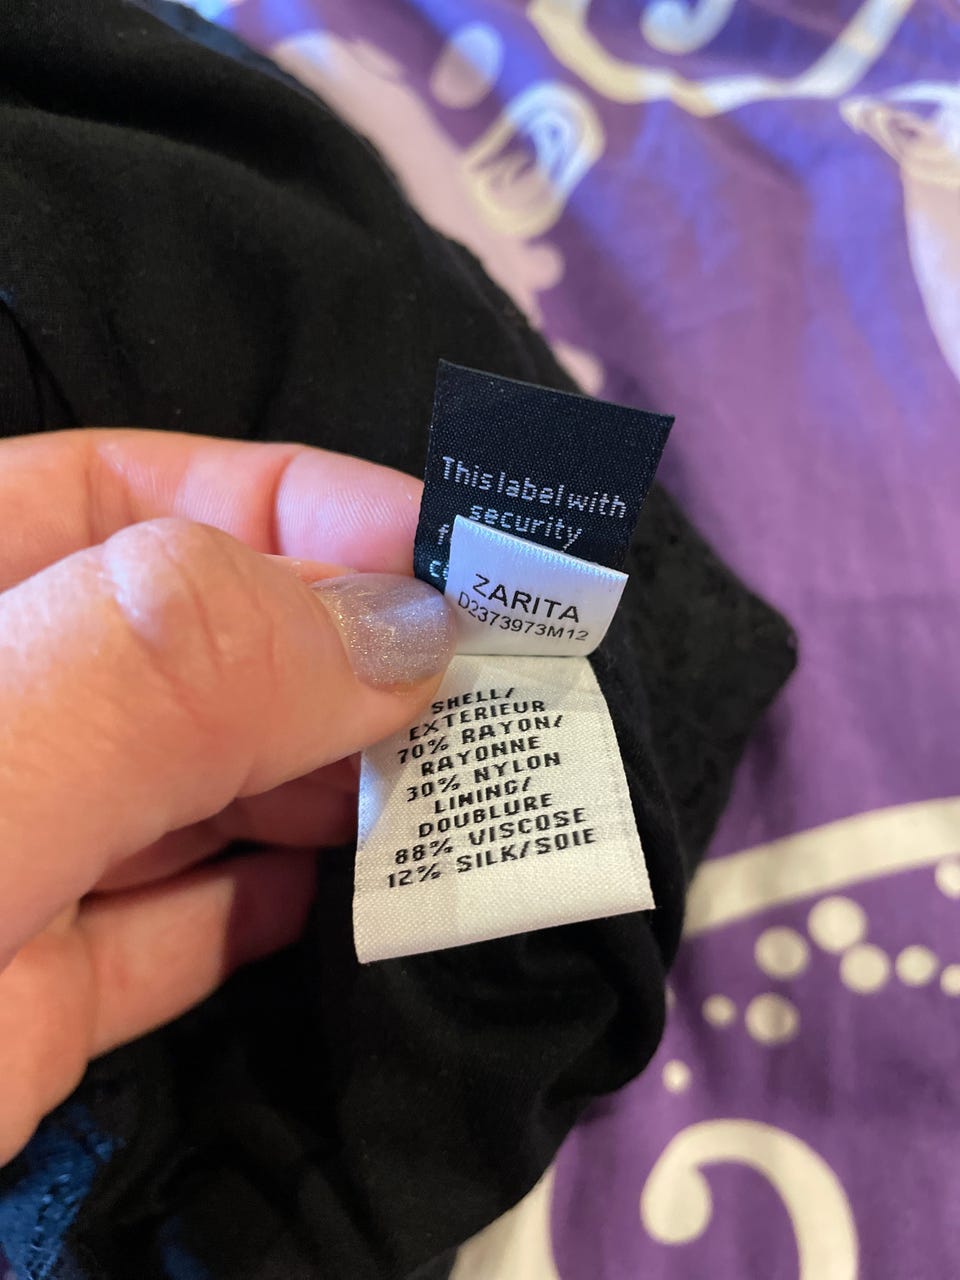 This label with
security
ZARITA
D2373973M12
SHELL/
EXTERIEUR
70% RAYON/
RAYONNE
30% NYLON
LINING/
DOUBLURE
88% VISCOSE
12% SILK/SOIE